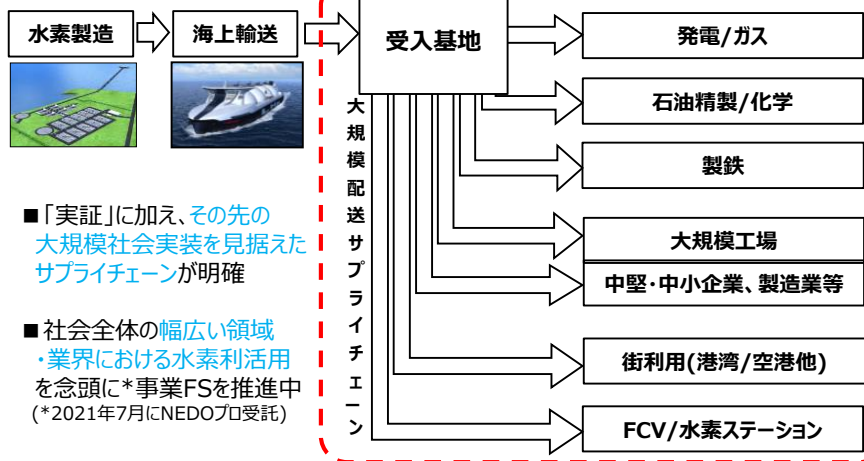 水素製造
海上輸送
受入基地
発電/ガス
石油精製/化学
製鉄
大規模工場
中堅・中小企業、製造業等
街利用(港湾/空港他)
FCV/水素ステーション
大規模配送サプライチェーン
■「実証」に加え、その先の
大規模社会実装を見据えた
サプライチェーンが明確
■社会全体の幅広い領域
・業界における水素利活用
を念頭に*事業FSを推進中
(*2021年7月にNEDOプロ受託)